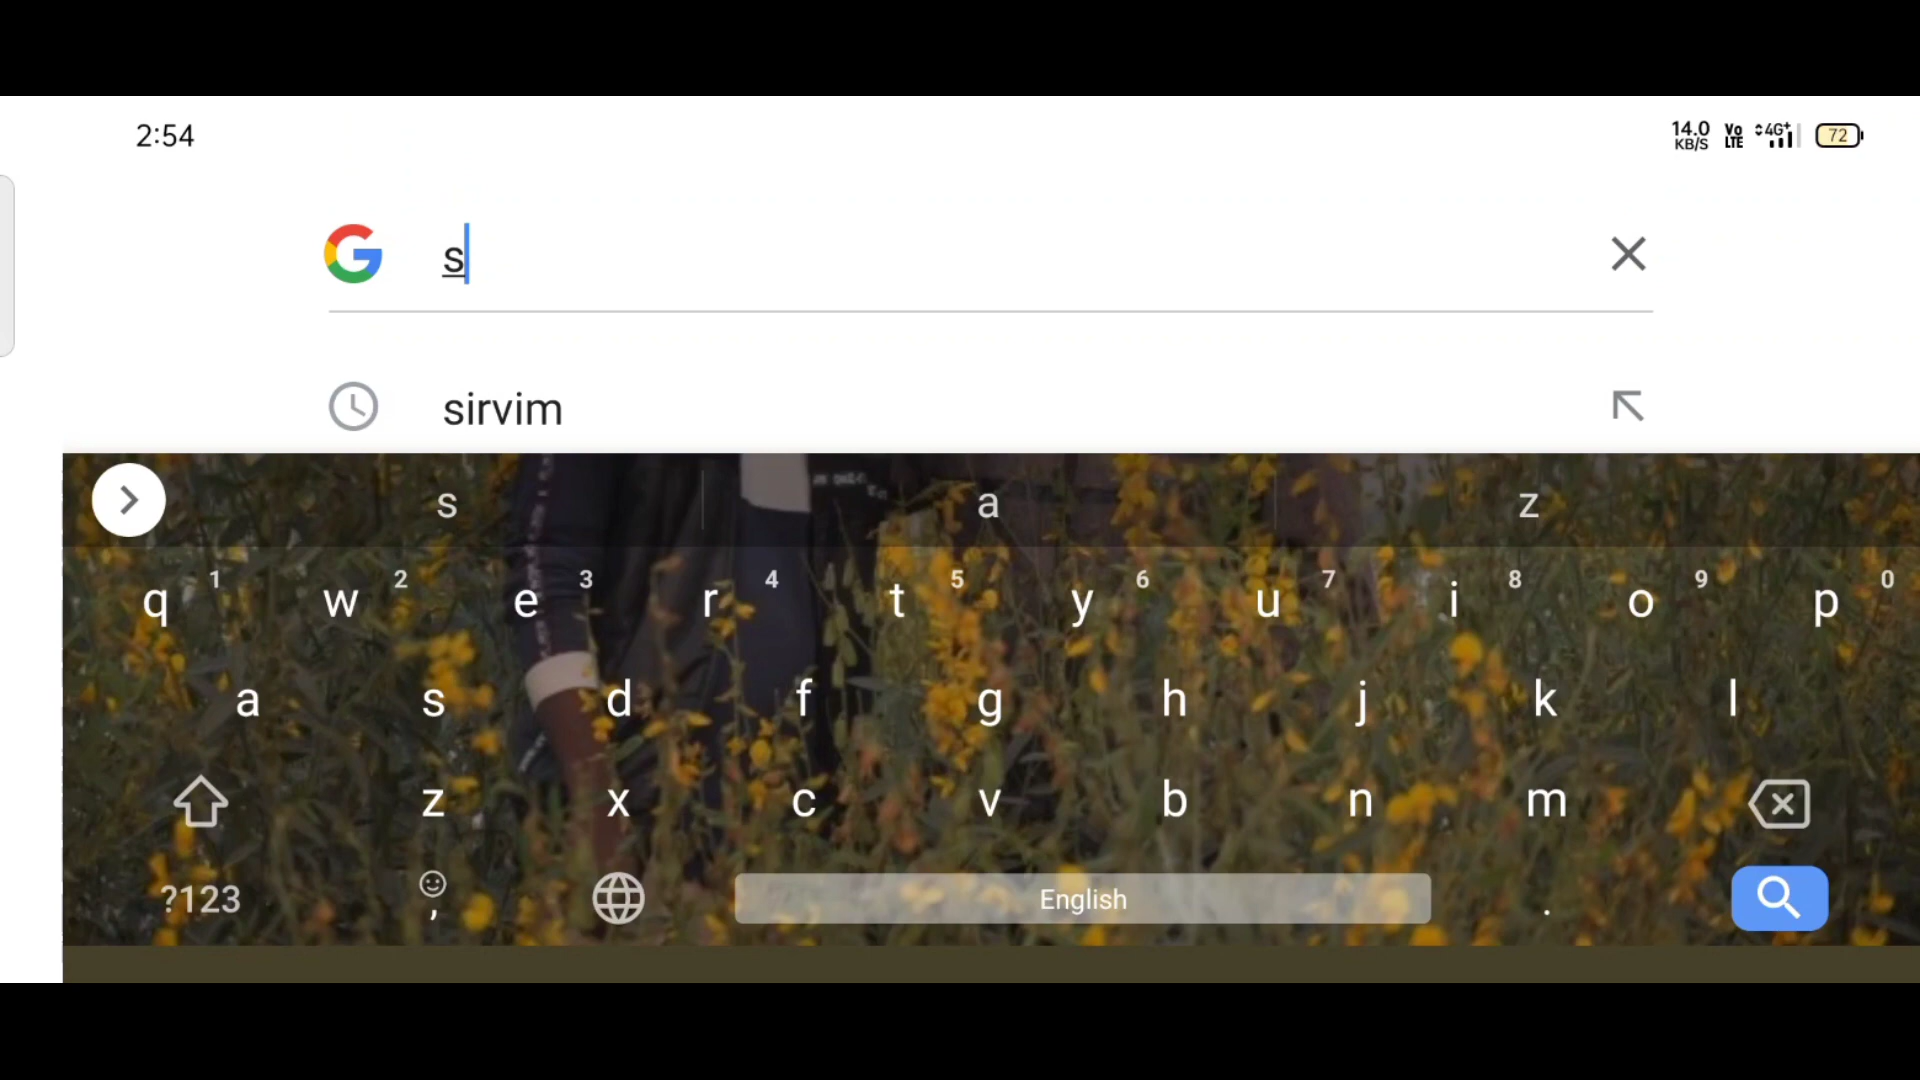 2:54 14.0 KB/S Vo LTE 4G+ 72
s
sirvim
s a z
q 1 w 2 e 3 r 4 t 5 y 6 u 7 i 8 o 9 p 0
a s d f g h j k l
z x c v b n m
?123 , English .